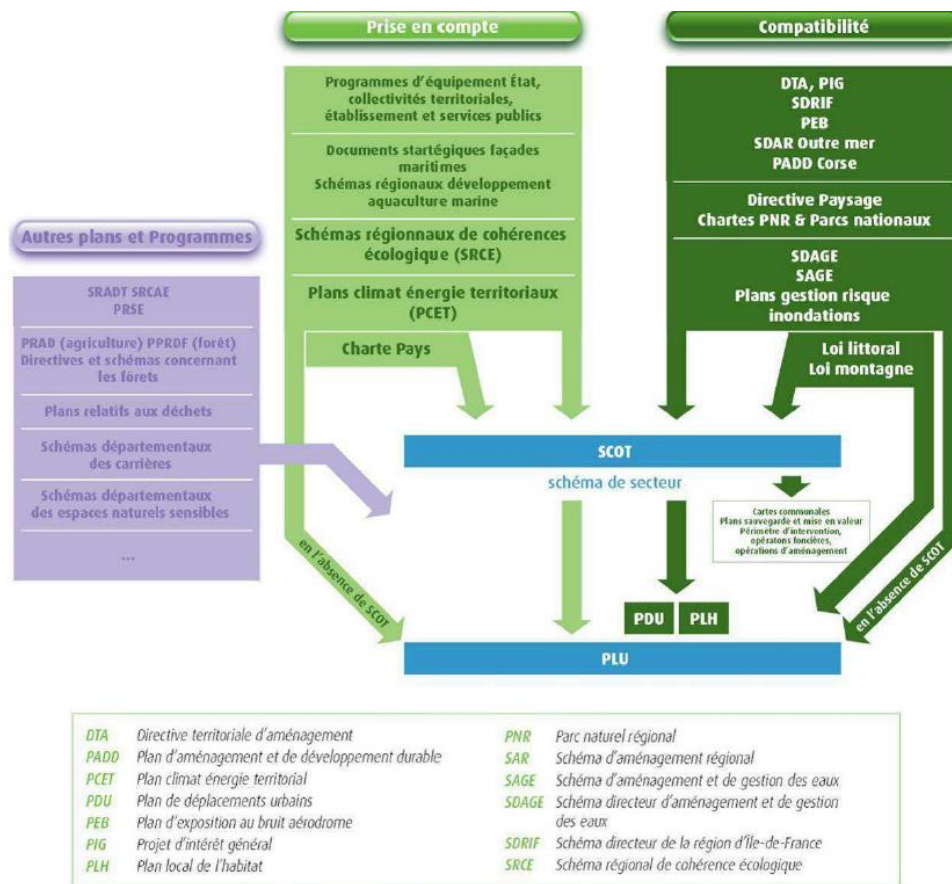 Prise en compte
Programmes d'équipement État,
collectivités territoriales,
établissement et services publics
Documents startégiques façades
maritimes
Schémas régionaux développement
aquaculture marine
Schémas régionnaux de cohérences
écologique (SRCE)
Plans climat énergie territoriaux
(PCET)
Charte Pays
Compatibilité
DTA, PIG
SDRIF
PEB
SDAR Outre mer
PADD Corse
Directive Paysage
Chartes PNR & Parcs nationaux
SDAGE
SAGE
Plans gestion risque
inondations
Loi littoral
Loi montagne
Autres plans et Programmes
SRADT SRCAE
PRSE
PRAD (agriculture) PPRDF (forêt)
Directives et schémas concernant
les fôrets
Plans relatifs aux déchets
Schémas départementaux
des carrières
Schémas départementaux
des espaces naturels sensibles
...
SCOT
schéma de secteur
Cartes communales
Plans sauvegarde et mise en valeur
Périmètre d'intervention,
opératons foncières,
opérations d'aménagement
en l'absence de SCOT
en l'absence de SCOT
PDU
PLH
PLU
DTA Directive territoriale d'aménagement
PADD Plan d'aménagement et de développement durable
PCET Plan climat énergie territorial
PDU Plan de déplacements urbains
PEB Plan d'exposition au bruit aérodrome
PIG Projet d'intérêt général
PLH Plan local de l'habitat
PNR Parc naturel régional
SAR Schéma d'aménagement régional
SAGE Schéma d'aménagement et de gestion des eaux
SDAGE Schéma directeur d'aménagement et de gestion
des eaux
SDRIF Schéma directeur de la région d'Île-de-France
SRCE Schéma régional de cohérence écologique